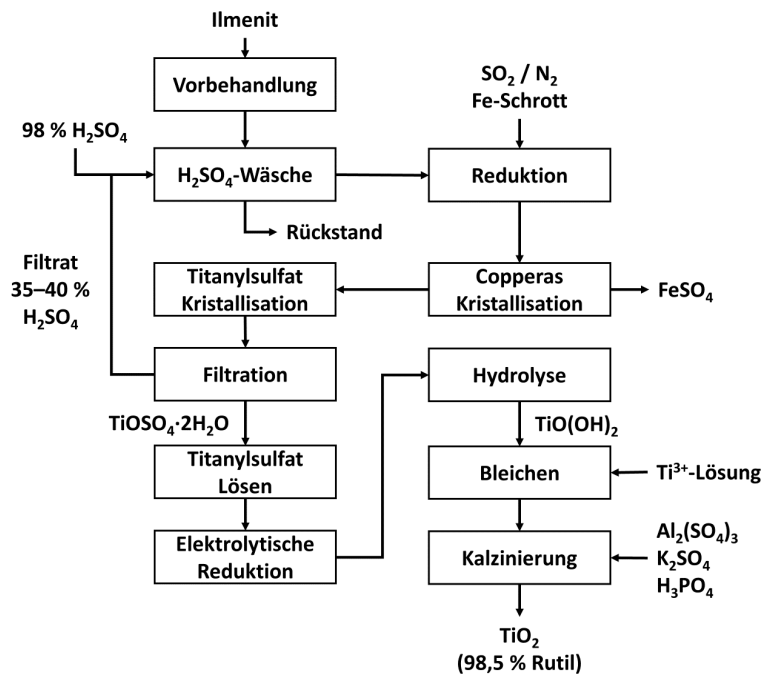 Ilmenit
Vorbehandlung
SO₂ / N₂
Fe-Schrott
98 % H₂SO₄
H₂SO₄-Wäsche
Reduktion
Rückstand
Filtrat
35–40 %
H₂SO₄
Titanylsulfat
Kristallisation
Copperas
Kristallisation
FeSO₄
Filtration
Hydrolyse
TiOSO₄·2H₂O
TiO(OH)₂
Titanylsulfat
Lösen
Bleichen
Ti³⁺-Lösung
Elektrolytische
Reduktion
Kalzinierung
Al₂(SO₄)₃
K₂SO₄
H₃PO₄
TiO₂
(98,5 % Rutil)